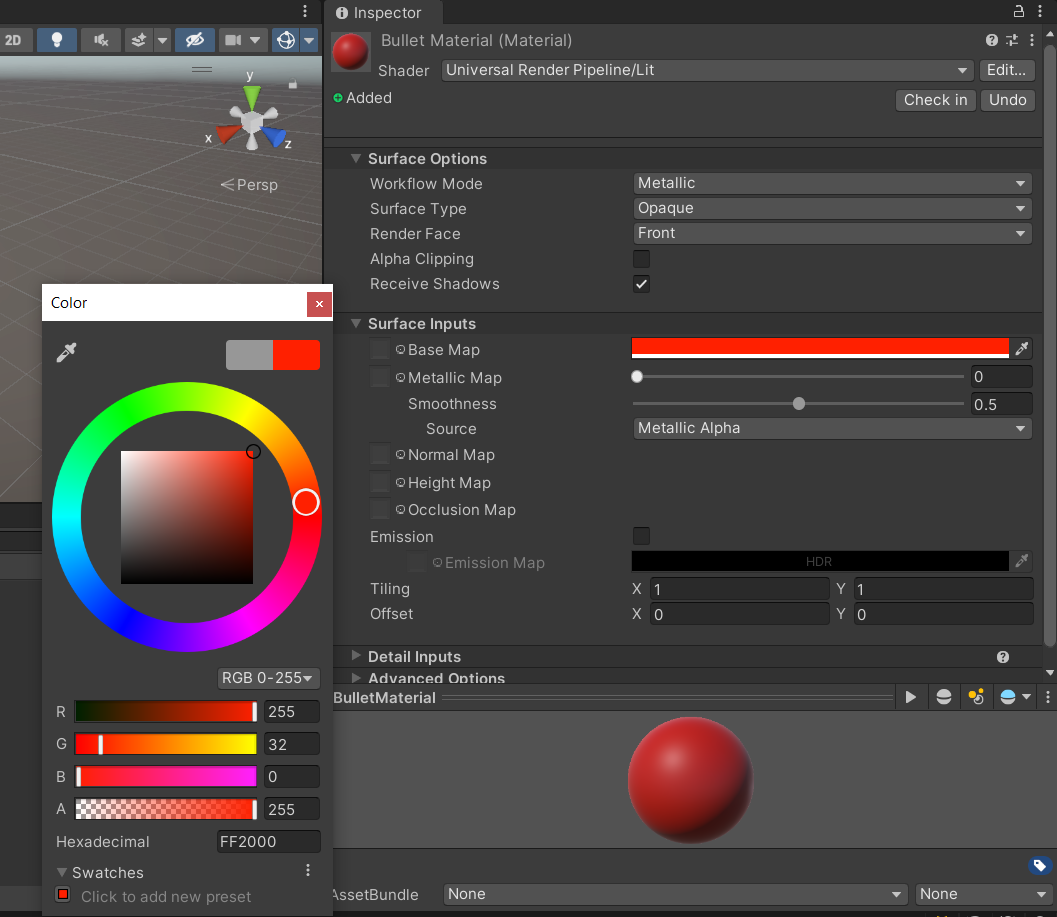 Inspector
2D
Bullet Material (Material)
Shader Universal Render Pipeline/Lit Edit...
Added Check in Undo
y
x
z
Persp
Surface Options
Workflow Mode Metallic
Surface Type Opaque
Render Face Front
Alpha Clipping
Receive Shadows
Surface Inputs
Base Map
Metallic Map 0
Smoothness 0.5
Source Metallic Alpha
Normal Map
Height Map
Occlusion Map
Emission
Emission Map HDR
Tiling X 1 Y 1
Offset X 0 Y 0
Detail Inputs
Advanced Options
BulletMaterial
AssetBundle None None
Color
RGB 0-255
R 255
G 32
B 0
A 255
Hexadecimal FF2000
Swatches
Click to add new preset